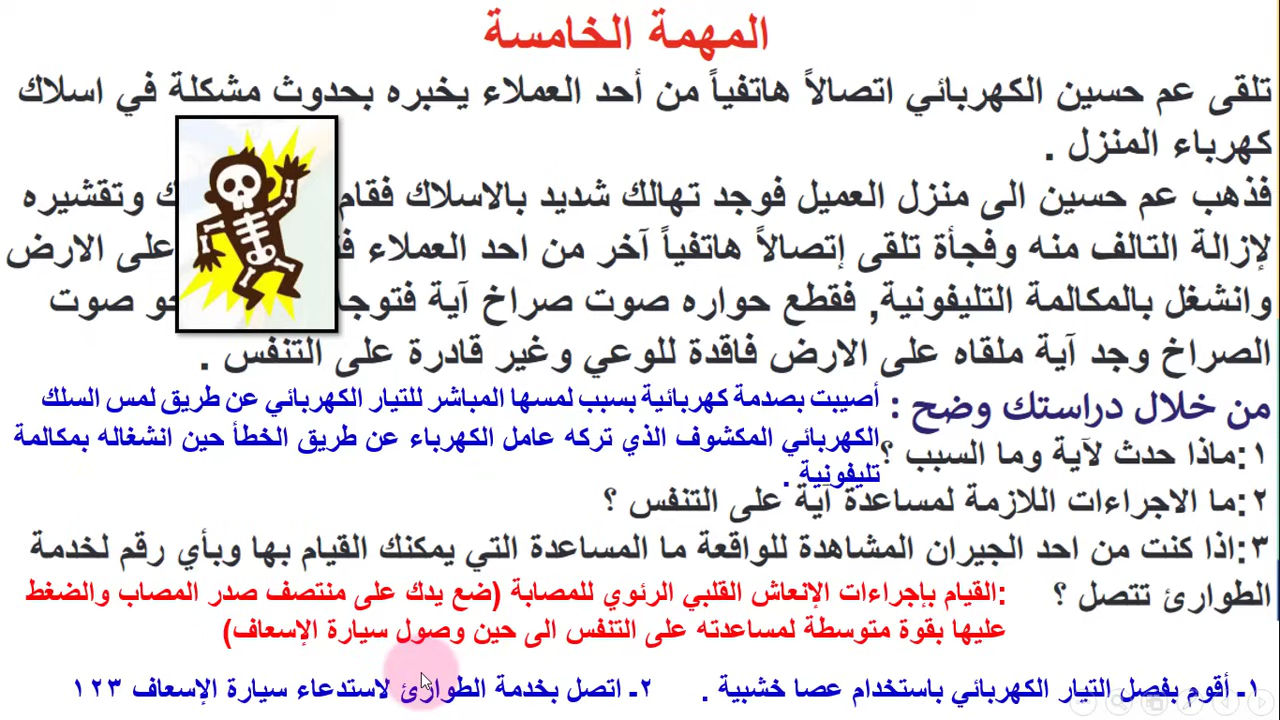 المهمة الخامسة
تلقى عم حسين الكهربائي اتصالاً هاتفياً من أحد العملاء يخبره بحدوث مشكلة في اسلاك
كهرباء المنزل .
فذهب عم حسين الى منزل العميل فوجد تهالك شديد بالاسلاك فقام وتقشيره
لإزالة التالف منه وفجأة تلقى إتصالاً هاتفياً آخر من احد العملاء على الارض
وانشغل بالمكالمة التليفونية, فقطع حواره صوت صراخ آية صوت
الصراخ وجد آية ملقاه على الارض فاقدة للوعي وغير قادرة على التنفس .
من خلال دراستك وضح :
أصيبت بصدمة كهربائية بسبب لمسها المباشر للتيار الكهربائي عن طريق لمس السلك
الكهربائي المكشوف الذي تركه عامل الكهرباء عن طريق الخطأ حين انشغاله بمكالمة
تليفونية .
١:ماذا حدث لآية وما السبب ؟
٢:ما الاجراءات اللازمة لمساعدة آية على التنفس ؟
٣:اذا كنت من احد الجيران المشاهدة للواقعة ما المساعدة التي يمكنك القيام بها وبأي رقم لخدمة
الطوارئ تتصل ؟
:القيام بإجراءات الإنعاش القلبي الرئوي للمصابة (ضع يدك على منتصف صدر المصاب والضغط
عليها بقوة متوسطة لمساعدته على التنفس الى حين وصول سيارة الإسعاف)
١ـ أقوم بفصل التيار الكهربائي باستخدام عصا خشبية . ٢ـ اتصل بخدمة الطوارئ لاستدعاء سيارة الإسعاف ١٢٣